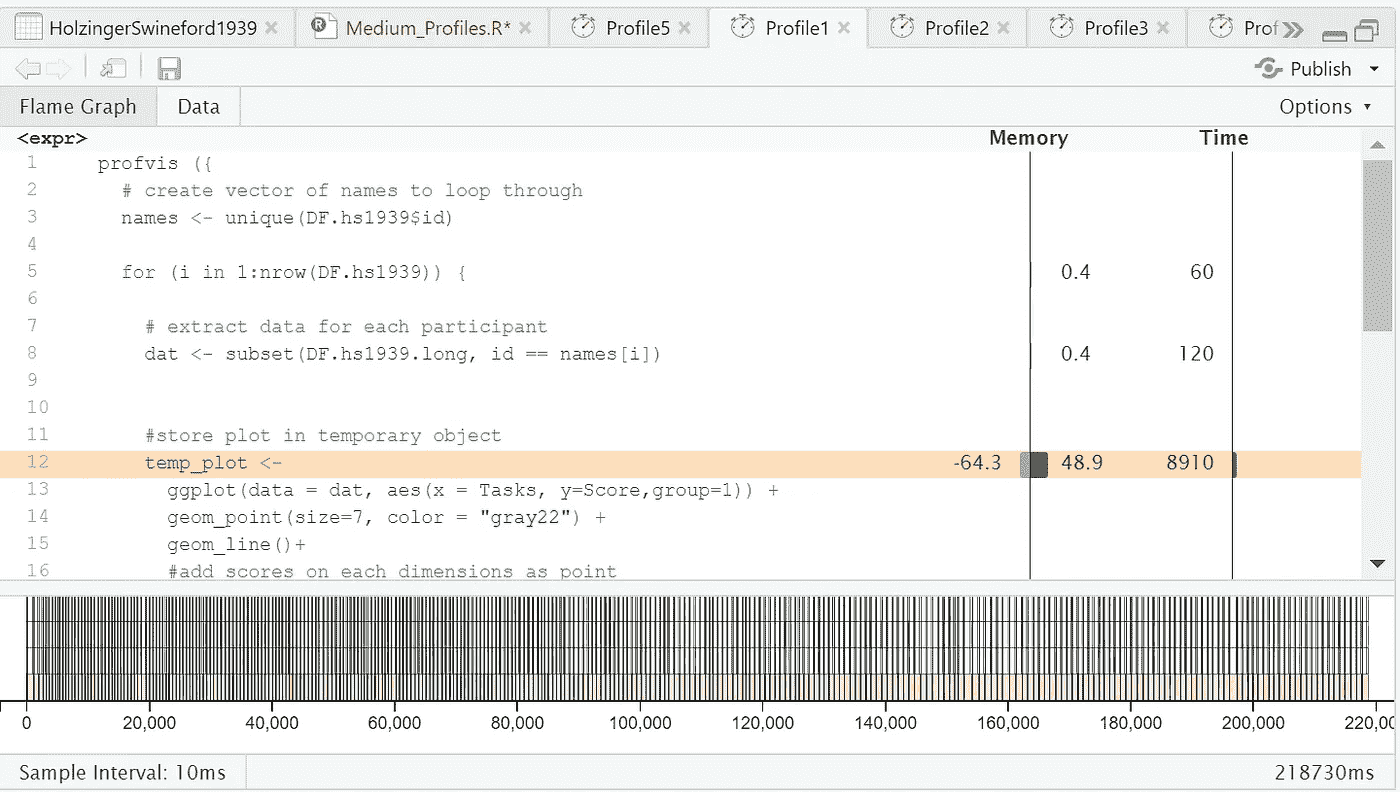 HolzingerSwineford1939 Medium_Profiles.R* Profile5 Profile1 Profile2 Profile3 Prof
Publish
Flame Graph Data Options
<expr> Memory Time
1 profvis ({
2 # create vector of names to loop through
3 names <- unique(DF.hs1939$id)
4
5 for (i in 1:nrow(DF.hs1939)) { 0.4 60
6
7 # extract data for each participant
8 dat <- subset(DF.hs1939.long, id == names[i]) 0.4 120
9
10
11 #store plot in temporary object
12 temp_plot <- -64.3 48.9 8910
13 ggplot(data = dat, aes(x = Tasks, y=Score,group=1)) +
14 geom_point(size=7, color = "gray22") +
15 geom_line()+
16 #add scores on each dimensions as point
0 20,000 40,000 60,000 80,000 100,000 120,000 140,000 160,000 180,000 200,000 220,0
Sample Interval: 10ms 218730ms